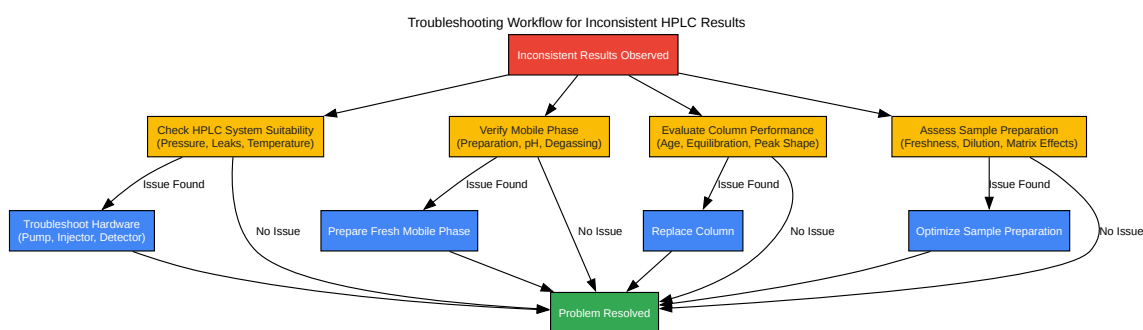 Troubleshooting Workflow for Inconsistent HPLC Results
Inconsistent Results Observed
Check HPLC System Suitability
(Pressure, Leaks, Temperature)
Verify Mobile Phase
(Preparation, pH, Degassing)
Evaluate Column Performance
(Age, Equilibration, Peak Shape)
Assess Sample Preparation
(Freshness, Dilution, Matrix Effects)
Issue Found
Issue Found
Issue Found
Issue Found
Troubleshoot Hardware
(Pump, Injector, Detector)
No Issue
Prepare Fresh Mobile Phase
No Issue
Replace Column
No Issue
Optimize Sample Preparation
No Issue
Problem Resolved